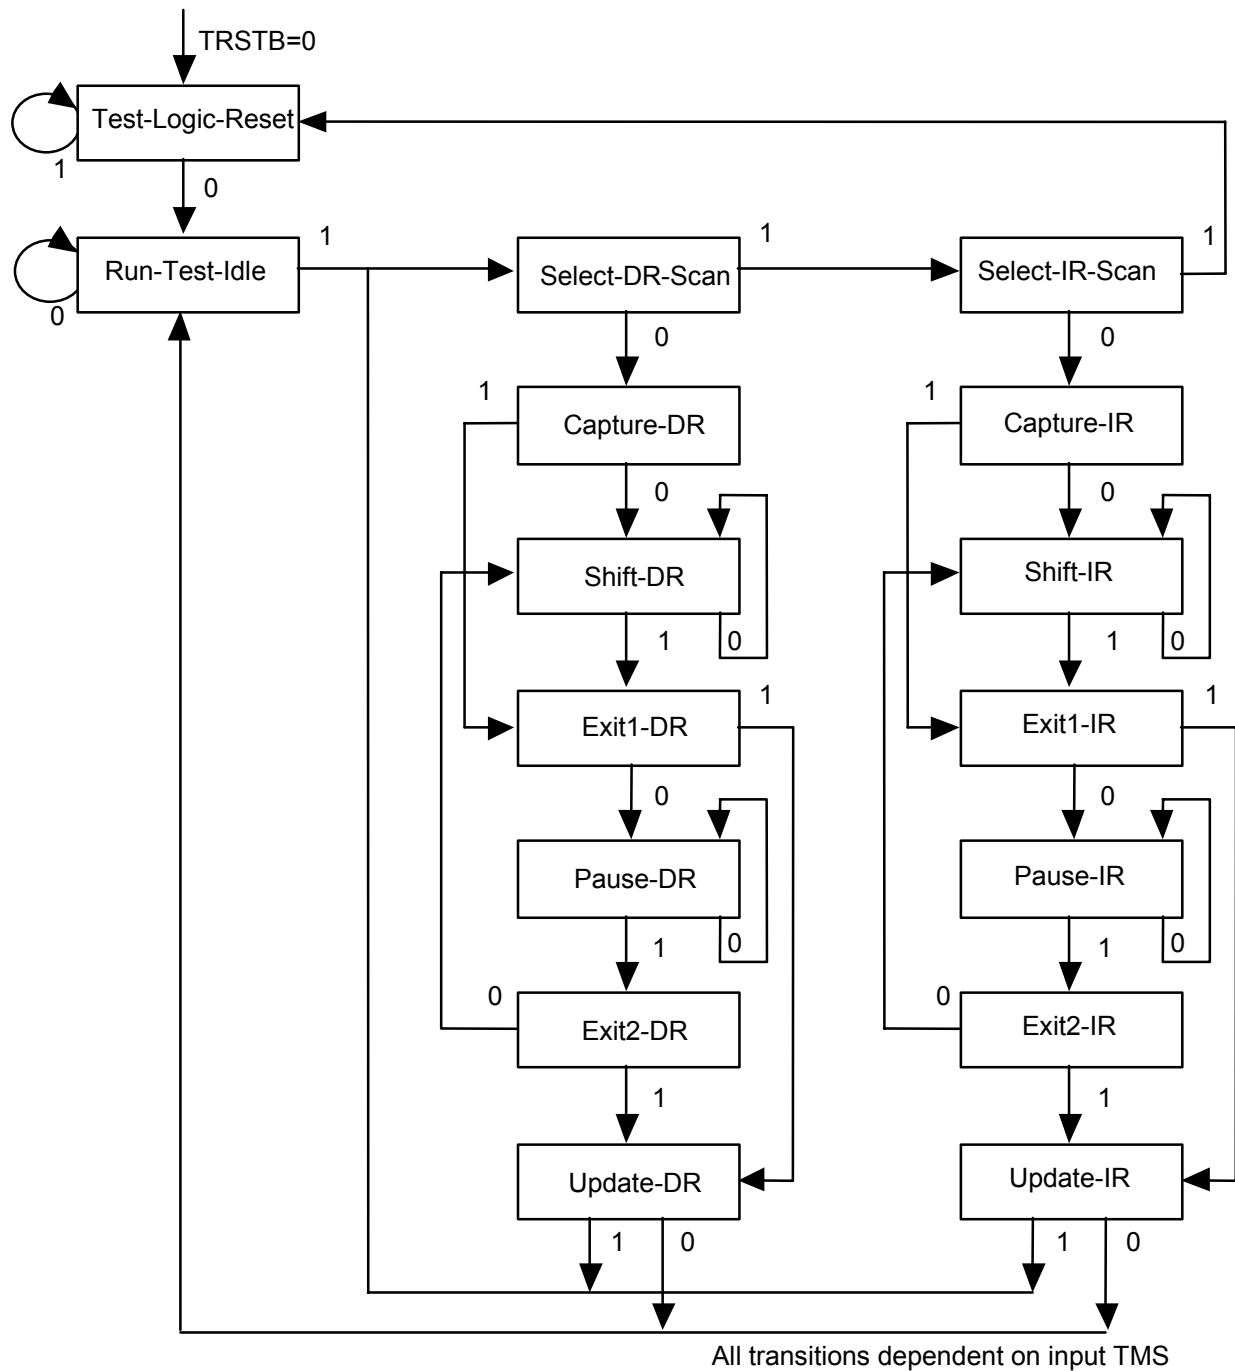 TRSTB=0
Test-Logic-Reset
1
0
Run-Test-Idle
1
0
Select-DR-Scan
1
Select-IR-Scan
1
0
0
1
Capture-DR
1
Capture-IR
0
0
Shift-DR
Shift-IR
1
0
1
0
Exit1-DR
1
Exit1-IR
1
0
0
Pause-DR
Pause-IR
1
0
1
0
0
Exit2-DR
0
Exit2-IR
1
1
Update-DR
Update-IR
1
0
1
0
All transitions dependent on input TMS